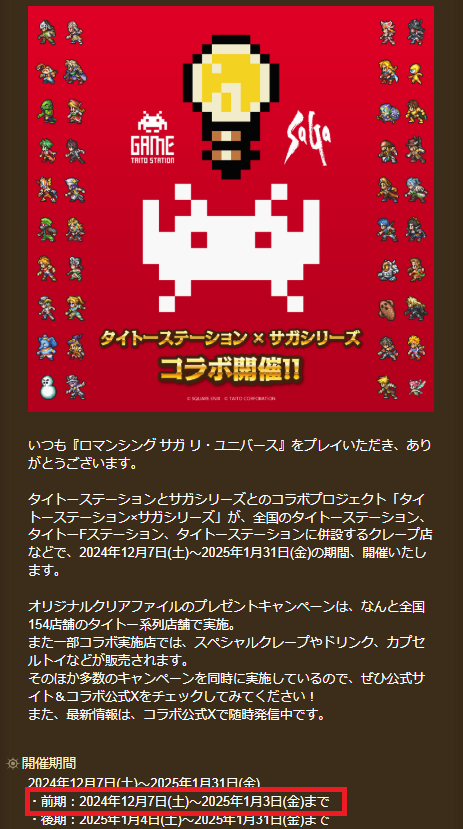 GAME
TAITO STATION
SaGa
タイトーステーション × サガシリーズ
コラボ開催!!
© SQUARE ENIX © TAITO CORPORATION
いつも『ロマンシング サガ リ・ユニバース』をプレイいただき、あり
がとうございます。
タイトーステーションとサガシリーズとのコラボプロジェクト「タイ
トーステーション×サガシリーズ」が、全国のタイトーステーション、
タイトーFステーション、タイトーステーションに併設するクレープ店
などで、2024年12月7日(土)～2025年1月31日(金)の期間、開催いたし
ます。
オリジナルクリアファイルのプレゼントキャンペーンは、なんと全国
154店舗のタイトー系列店舗で実施。
また一部コラボ実施店では、スペシャルクレープやドリンク、カプセ
ルトイなどが販売されます。
そのほか多数のキャンペーンを同時に実施しているので、ぜひ公式サ
イト＆コラボ公式Xをチェックしてみてください！
また、最新情報は、コラボ公式Xで随時発信中です。
開催期間
2024年12月7日(土)～2025年1月31日(金)
・前期：2024年12月7日(土)～2025年1月3日(金)まで
・後期：2025年1月4日(土)～2025年1月31日(金)まで